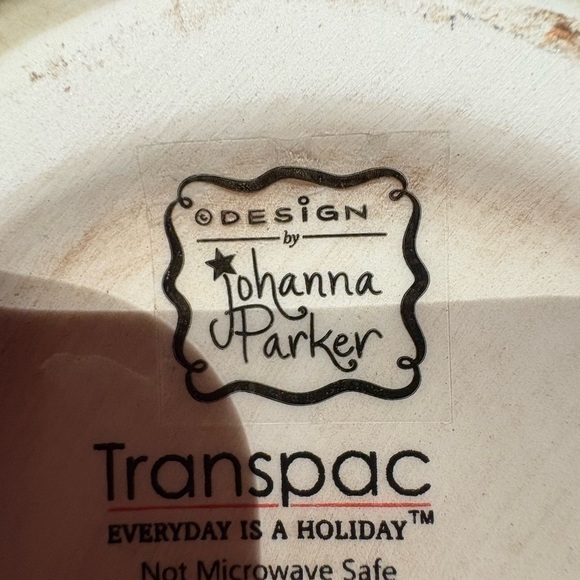 © DESIGN
by
Johanna
Parker
Transpac
EVERYDAY IS A HOLIDAY™
Not Microwave Safe